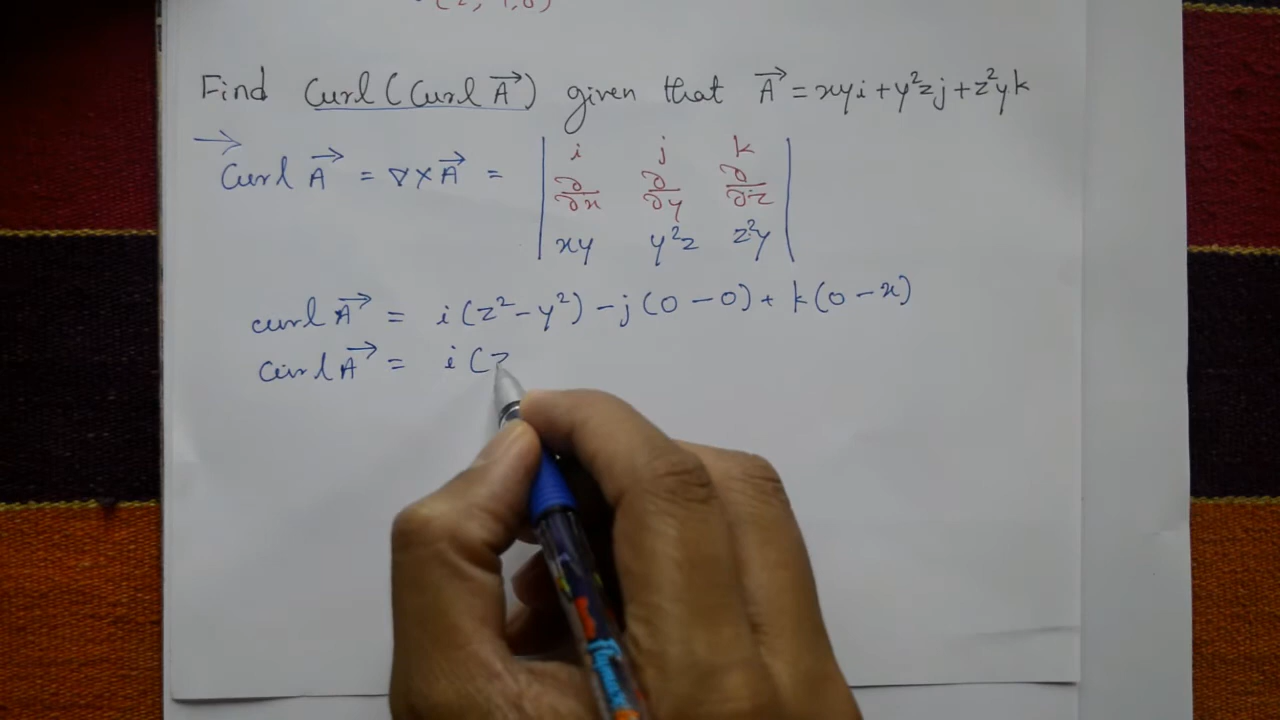 Find Curl (Curl A⃗) given that A⃗ = xyi + y²zj + z²yk
→
Curl A⃗ = ∇ × A⃗ = | i j k |
| ∂/∂x ∂/∂y ∂/∂z |
| xy y²z z²y |
curl A⃗ = i (z² − y²) − j (0 − 0) + k (0 − x)
curl A⃗ = i (z